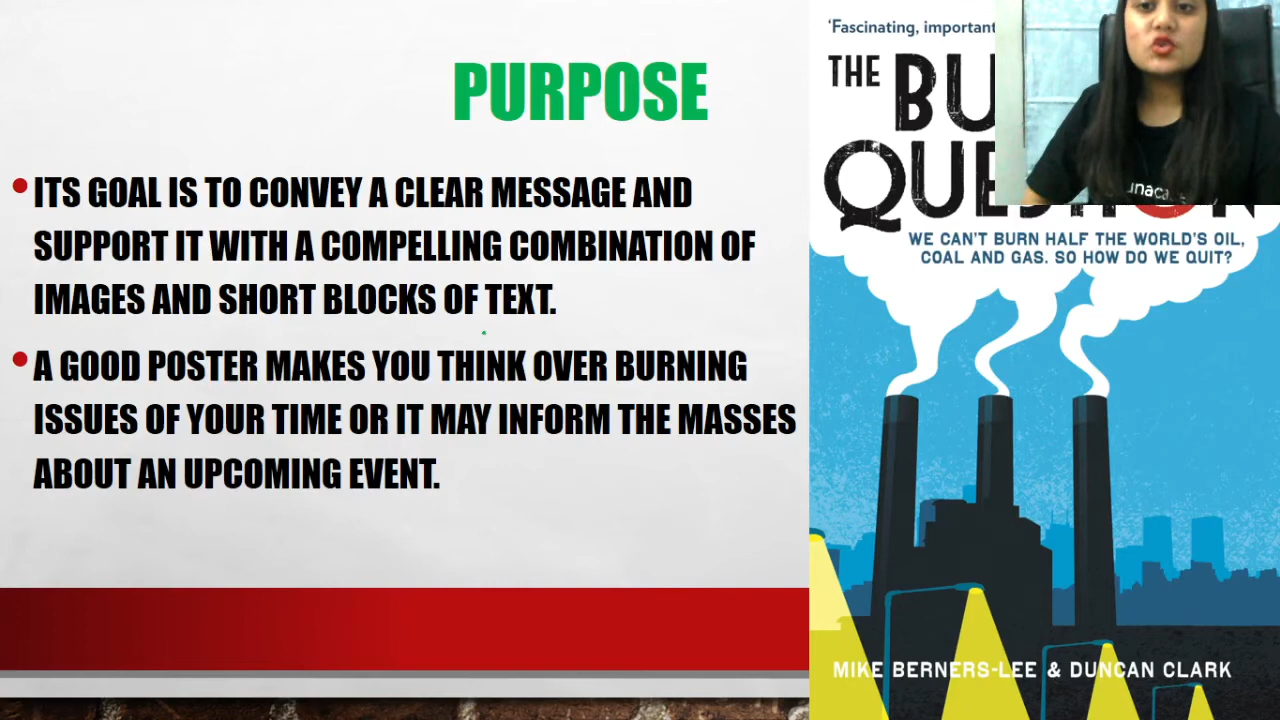 PURPOSE
• ITS GOAL IS TO CONVEY A CLEAR MESSAGE AND
SUPPORT IT WITH A COMPELLING COMBINATION OF
IMAGES AND SHORT BLOCKS OF TEXT.
• A GOOD POSTER MAKES YOU THINK OVER BURNING
ISSUES OF YOUR TIME OR IT MAY INFORM THE MASSES
ABOUT AN UPCOMING EVENT.
'Fascinating, important
THE
WE CAN'T BURN HALF THE WORLD'S OIL,
COAL AND GAS. SO HOW DO WE QUIT?
MIKE BERNERS-LEE & DUNCAN CLARK